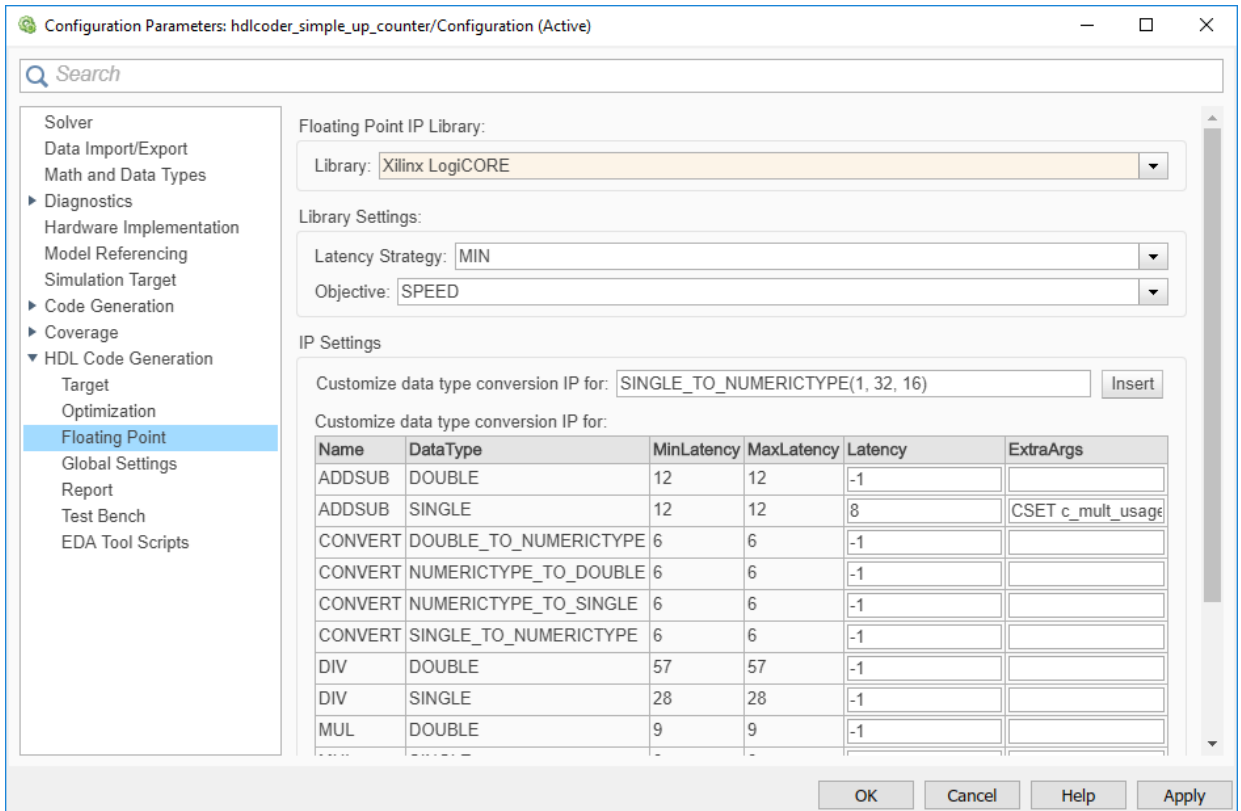 Configuration Parameters: hdlcoder_simple_up_counter/Configuration (Active)
Search
Solver
Data Import/Export
Math and Data Types
Diagnostics
Hardware Implementation
Model Referencing
Simulation Target
Code Generation
Coverage
HDL Code Generation
Target
Optimization
Floating Point
Global Settings
Report
Test Bench
EDA Tool Scripts
Floating Point IP Library:
Library: Xilinx LogiCORE
Library Settings:
Latency Strategy: MIN
Objective: SPEED
IP Settings
Customize data type conversion IP for: SINGLE_TO_NUMERICTYPE(1, 32, 16) Insert
Customize data type conversion IP for:
Name DataType MinLatency MaxLatency Latency ExtraArgs
ADDSUB DOUBLE 12 12 -1
ADDSUB SINGLE 12 12 8 CSET c_mult_usage
CONVERT DOUBLE_TO_NUMERICTYPE 6 6 -1
CONVERT NUMERICTYPE_TO_DOUBLE 6 6 -1
CONVERT NUMERICTYPE_TO_SINGLE 6 6 -1
CONVERT SINGLE_TO_NUMERICTYPE 6 6 -1
DIV DOUBLE 57 57 -1
DIV SINGLE 28 28 -1
MUL DOUBLE 9 9 -1
OK Cancel Help Apply